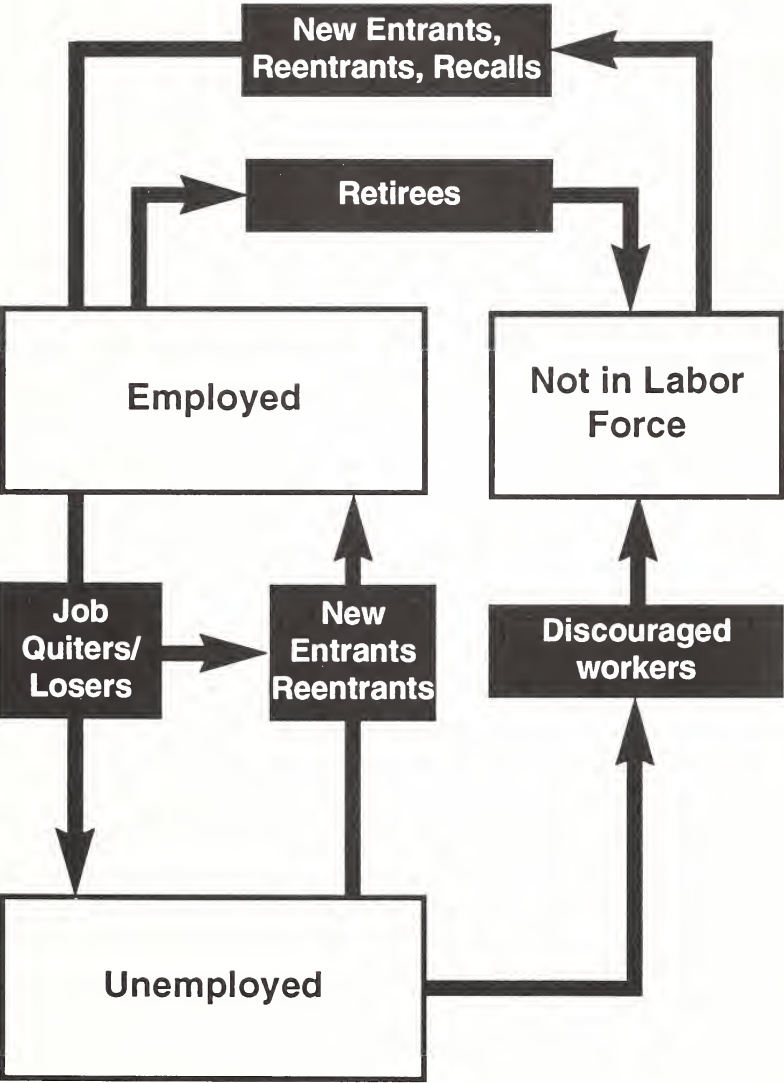 New Entrants,
Reentrants, Recalls
Retirees
Employed
Not in Labor
Force
Job
Quiters/
Losers
New
Entrants
Reentrants
Discouraged
workers
Unemployed